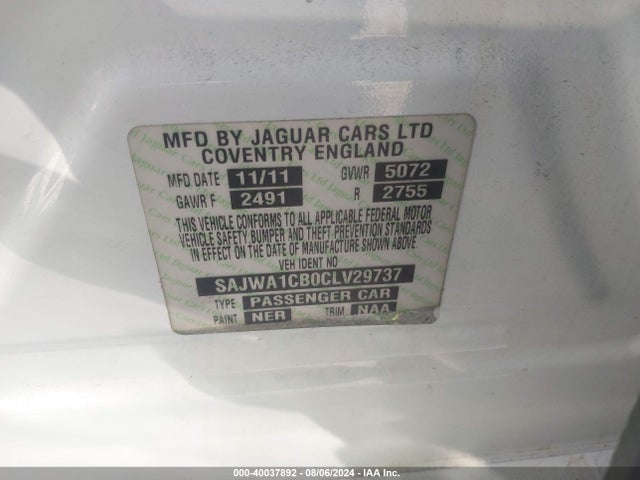 MFD BY JAGUAR CARS LTD
COVENTRY ENGLAND
MFD DATE 11/11 GVWR 5072
GAWR F 2491 R 2755
THIS VEHICLE CONFORMS TO ALL APPLICABLE FEDERAL MOTOR
VEHICLE SAFETY BUMPER AND THEFT PREVENTION STANDARDS
IN EFFECT ON THE DATE OF MANUFACTURE SHOWN ABOVE
VEH IDENT NO
SAJWA1CB0CLV29737
TYPE PASSENGER CAR
PAINT NER TRIM NAA
000-40037892 - 08/06/2024 - IAA Inc.